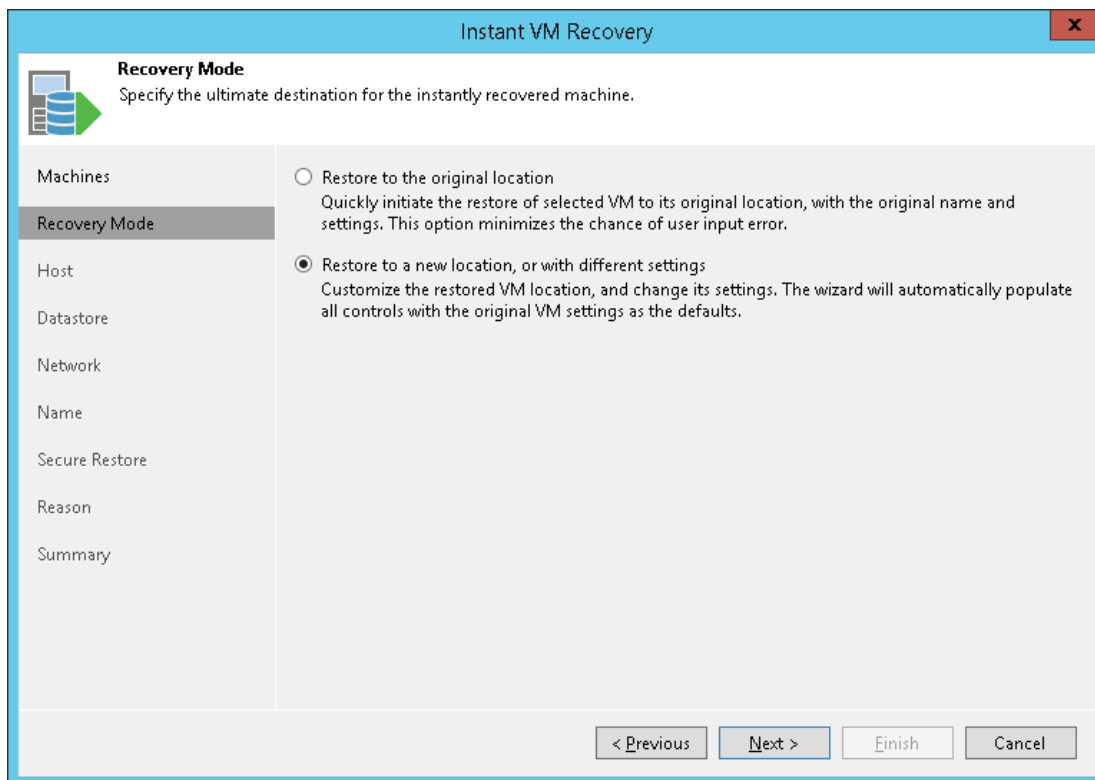 Instant VM Recovery
x
Recovery Mode
Specify the ultimate destination for the instantly recovered machine.
Machines
Recovery Mode
Host
Datastore
Network
Name
Secure Restore
Reason
Summary
Restore to the original location
Quickly initiate the restore of selected VM to its original location, with the original name and
settings. This option minimizes the chance of user input error.
Restore to a new location, or with different settings
Customize the restored VM location, and change its settings. The wizard will automatically populate
all controls with the original VM settings as the defaults.
< Previous
Next >
Finish
Cancel